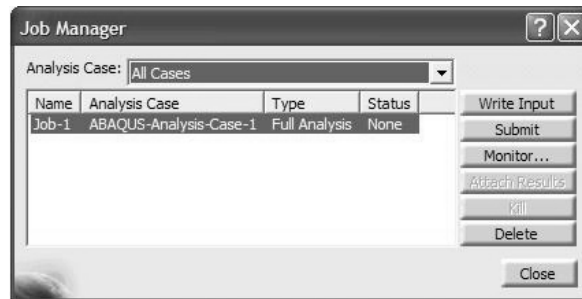 Job Manager
Analysis Case: All Cases
Name Analysis Case Type Status
Job-1 ABAQUS-Analysis-Case-1 Full Analysis None
Write Input
Submit
Monitor...
Attach Results
Kill
Delete
Close